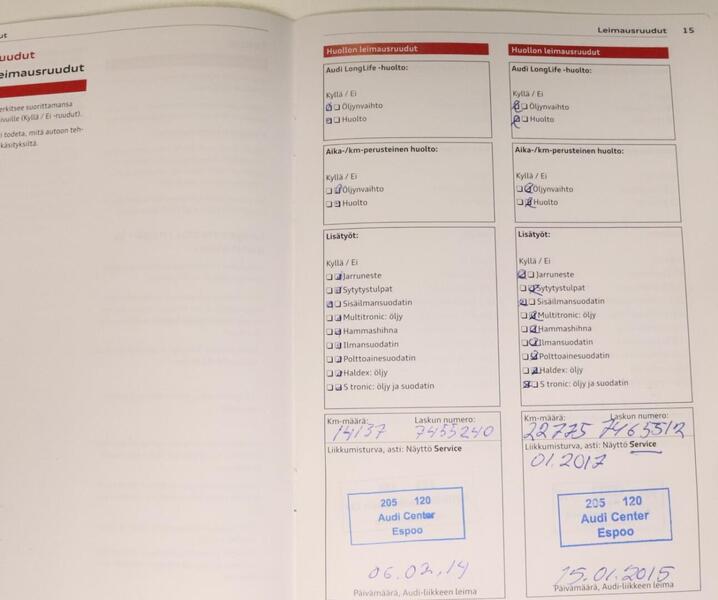 ut
uudut
eimausruudut
erkitsee suorittamansa
ivuille (Kyllä / Ei -ruudut).
i todeta, mitä autoon teh-
käsityksiltä.
Leimausruudut 15
Huollon leimausruudut
Audi LongLife -huolto:
Kyllä / Ei
Öljynvaihto
Huolto
Aika-/km-perusteinen huolto:
Kyllä / Ei
Öljynvaihto
Huolto
Lisätyöt:
Kyllä / Ei
Jarruneste
Sytytystulpat
Sisäilmansuodatin
Multitronic: öljy
Hammashihna
Ilmansuodatin
Polttoainesuodatin
Haldex: öljy
S tronic: öljy ja suodatin
Km-määrä: Laskun numero:
14137 7455240
Liikkumisturva, asti: Näyttö Service
205 120
Audi Center
Espoo
06.02.14
Päivämäärä, Audi-liikkeen leima
Huollon leimausruudut
Audi LongLife -huolto:
Kyllä / Ei
Öljynvaihto
Huolto
Aika-/km-perusteinen huolto:
Kyllä / Ei
Öljynvaihto
Huolto
Lisätyöt:
Kyllä / Ei
Jarruneste
Sytytystulpat
Sisäilmansuodatin
Multitronic: öljy
Hammashihna
Ilmansuodatin
Polttoainesuodatin
Haldex: öljy
S tronic: öljy ja suodatin
Km-määrä: Laskun numero:
22775 7465512
Liikkumisturva, asti: Näyttö Service
01.2017
205 120
Audi Center
Espoo
15.01.2015
Päivämäärä, Audi-liikkeen leima